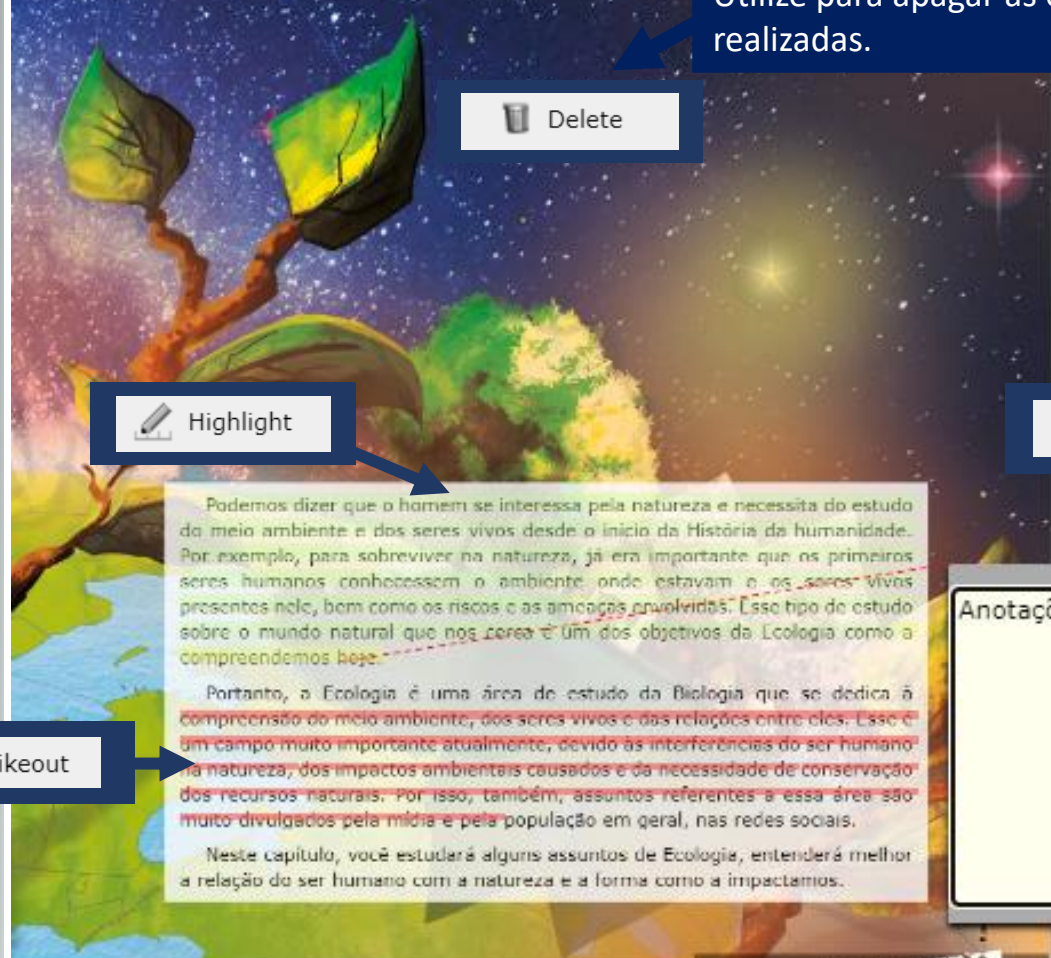 Utilize para apagar as
realizadas.
Delete
Highlight
Podemos dizer que o homem se interessa pela natureza e necessita do estudo
do meio ambiente e dos seres vivos desde o início da História da humanidade.
Por exemplo, para sobreviver na natureza, já era importante que os primeiros
seres humanos conhecessem o ambiente onde estavam e os seres vivos
presentes nele, bem como os riscos e as ameaças envolvidas. Esse tipo de estudo
sobre o mundo natural que nos cerca é um dos objetivos da Ecologia como a
compreendemos hoje.
Portanto, a Ecologia é uma área de estudo da Biologia que se dedica à
compreensão do meio ambiente, dos seres vivos e das relações entre eles. Esse é
um campo muito importante atualmente, devido às interferências do ser humano
na natureza, dos impactos ambientais causados e da necessidade de conservação
dos recursos naturais. Por isso, também, assuntos referentes a essa área são
muito divulgados pela mídia e pela população em geral, nas redes sociais.
Neste capítulo, você estudará alguns assuntos de Ecologia, entenderá melhor
a relação do ser humano com a natureza e a forma como a impactamos.
ikeout
Anotaçõ